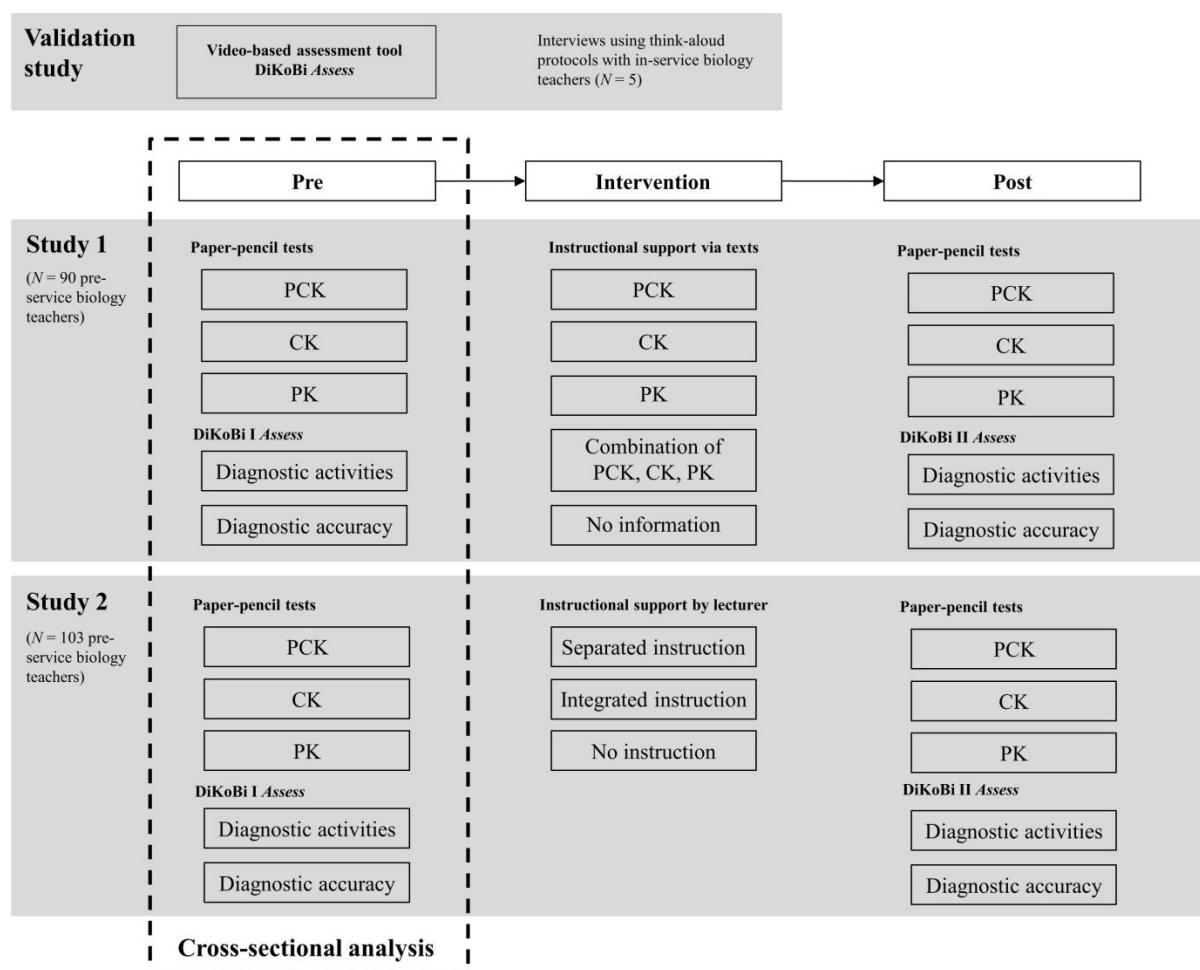 Validation
study
Video-based assessment tool
DiKoBi Assess
Interviews using think-aloud
protocols with in-service biology
teachers (N = 5)
Pre
Intervention
Post
Study 1
(N = 90 pre-
service biology
teachers)
Paper-pencil tests
PCK
CK
PK
DiKoBi I Assess
Diagnostic activities
Diagnostic accuracy
Instructional support via texts
PCK
CK
PK
Combination of
PCK, CK, PK
No information
Paper-pencil tests
PCK
CK
PK
DiKoBi II Assess
Diagnostic activities
Diagnostic accuracy
Study 2
(N = 103 pre-
service biology
teachers)
Paper-pencil tests
PCK
CK
PK
DiKoBi I Assess
Diagnostic activities
Diagnostic accuracy
Instructional support by lecturer
Separated instruction
Integrated instruction
No instruction
Paper-pencil tests
PCK
CK
PK
DiKoBi II Assess
Diagnostic activities
Diagnostic accuracy
Cross-sectional analysis